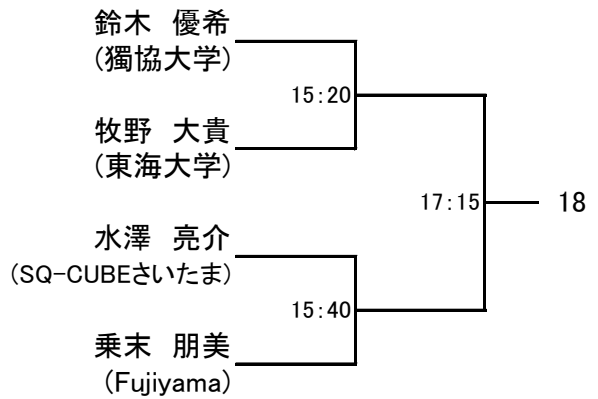 鈴木　優希
(獨協大学)
15:20
牧野　大貴
(東海大学)
17:15
18
水澤　亮介
(SQ-CUBEさいたま)
15:40
乗末　朋美
(Fujiyama)